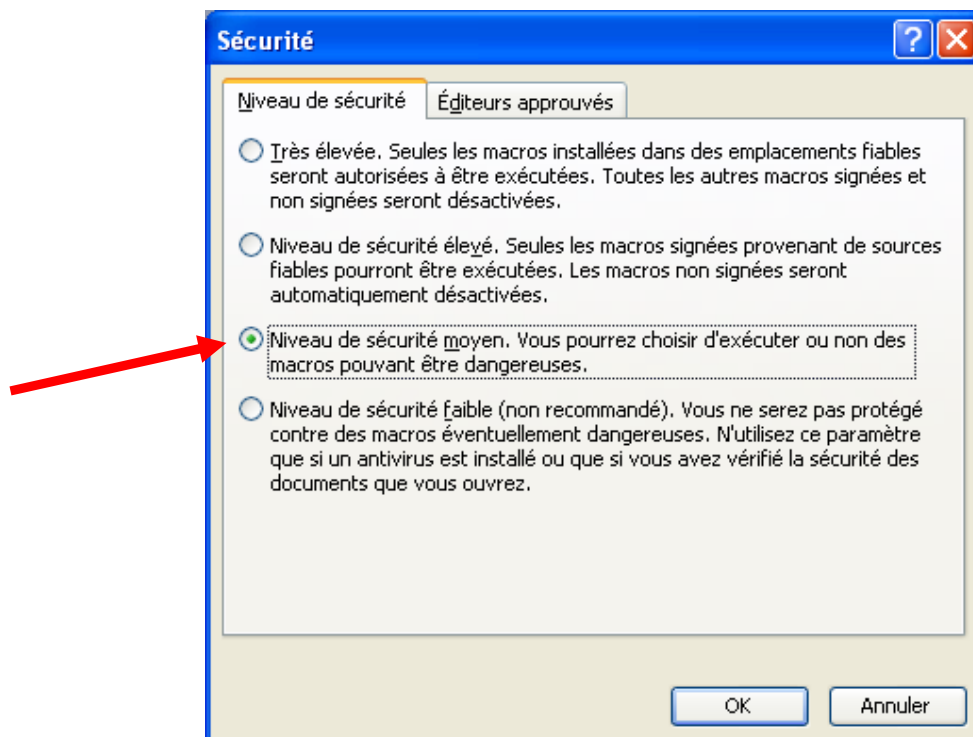 Sécurité
Niveau de sécurité
Éditeurs approuvés
Très élevée. Seules les macros installées dans des emplacements fiables
seront autorisées à être exécutées. Toutes les autres macros signées et
non signées seront désactivées.
Niveau de sécurité élevé. Seules les macros signées provenant de sources
fiables pourront être exécutées. Les macros non signées seront
automatiquement désactivées.
Niveau de sécurité moyen. Vous pourrez choisir d'exécuter ou non des
macros pouvant être dangereuses.
Niveau de sécurité faible (non recommandé). Vous ne serez pas protégé
contre des macros éventuellement dangereuses. N'utilisez ce paramètre
que si un antivirus est installé ou que si vous avez vérifié la sécurité des
documents que vous ouvrez.
OK
Annuler